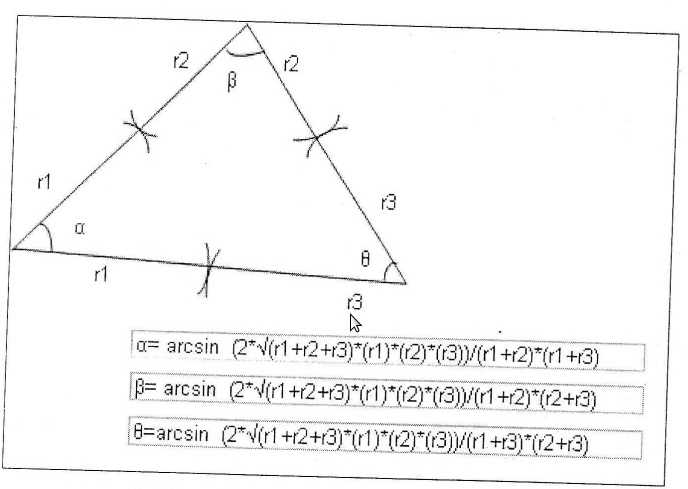 r2
β
r2
r1
r3
α
θ
r1
r3
α= arcsin (2*√(r1+r2+r3)*(r1)*(r2)*(r3))/(r1+r2)*(r1+r3)
β= arcsin (2*√(r1+r2+r3)*(r1)*(r2)*(r3))/(r1+r2)*(r2+r3)
θ=arcsin (2*√(r1+r2+r3)*(r1)*(r2)*(r3))/(r1+r3)*(r2+r3)